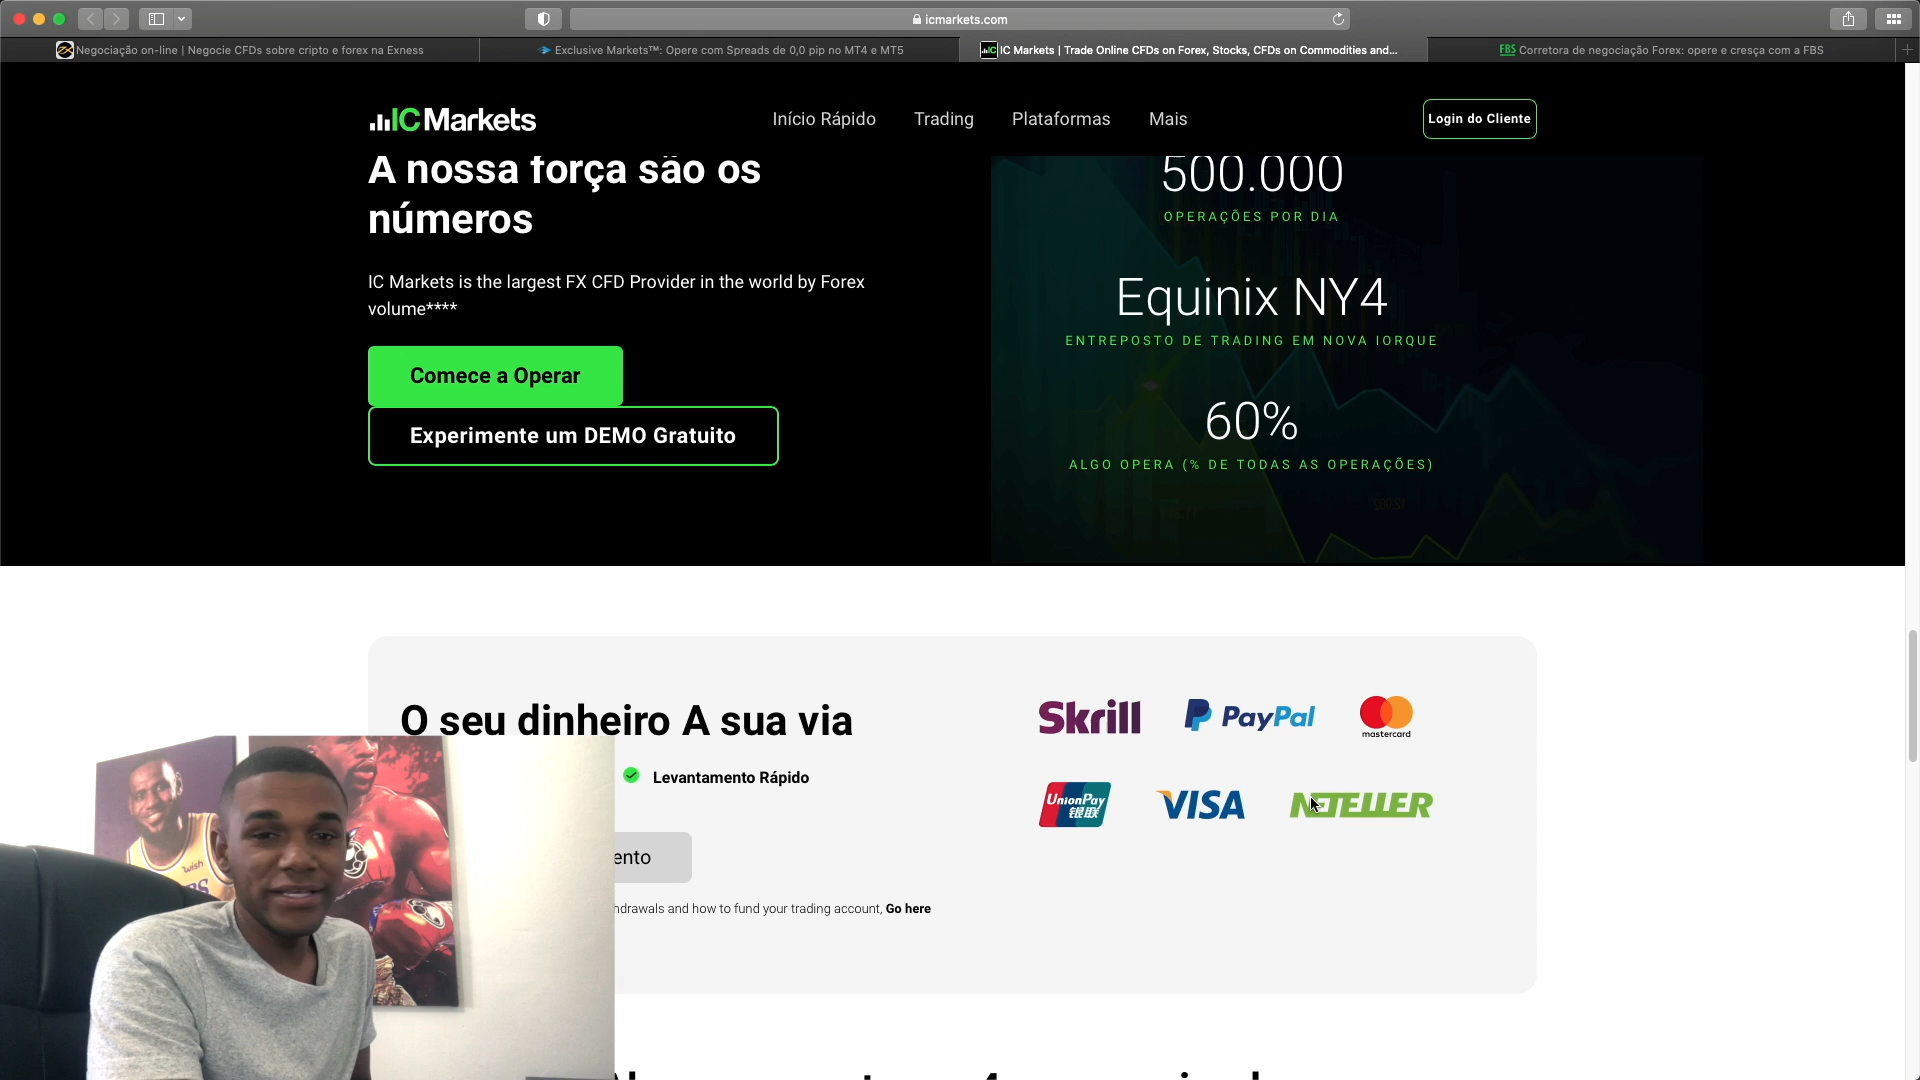 icmarkets.com
Negociação on-line | Negocie CFDs sobre cripto e forex na Exness
Exclusive Markets™: Opere com Spreads de 0,0 pip no MT4 e MT5
IC Markets | Trade Online CFDs on Forex, Stocks, CFDs on Commodities and...
FBS Corretora de negociação Forex: opere e cresça com a FBS
IC Markets
Início Rápido
Trading
Plataformas
Mais
Login do Cliente
A nossa força são os
números
IC Markets is the largest FX CFD Provider in the world by Forex
volume****
Comece a Operar
Experimente um DEMO Gratuito
500.000
OPERAÇÕES POR DIA
Equinix NY4
ENTREPOSTO DE TRADING EM NOVA IORQUE
60%
ALGO OPERA (% DE TODAS AS OPERAÇÕES)
O seu dinheiro A sua via
Levantamento Rápido
ento
ndrawals and how to fund your trading account, Go here
Skrill
PayPal
mastercard
UnionPay
银联
VISA
NETELLER
wish